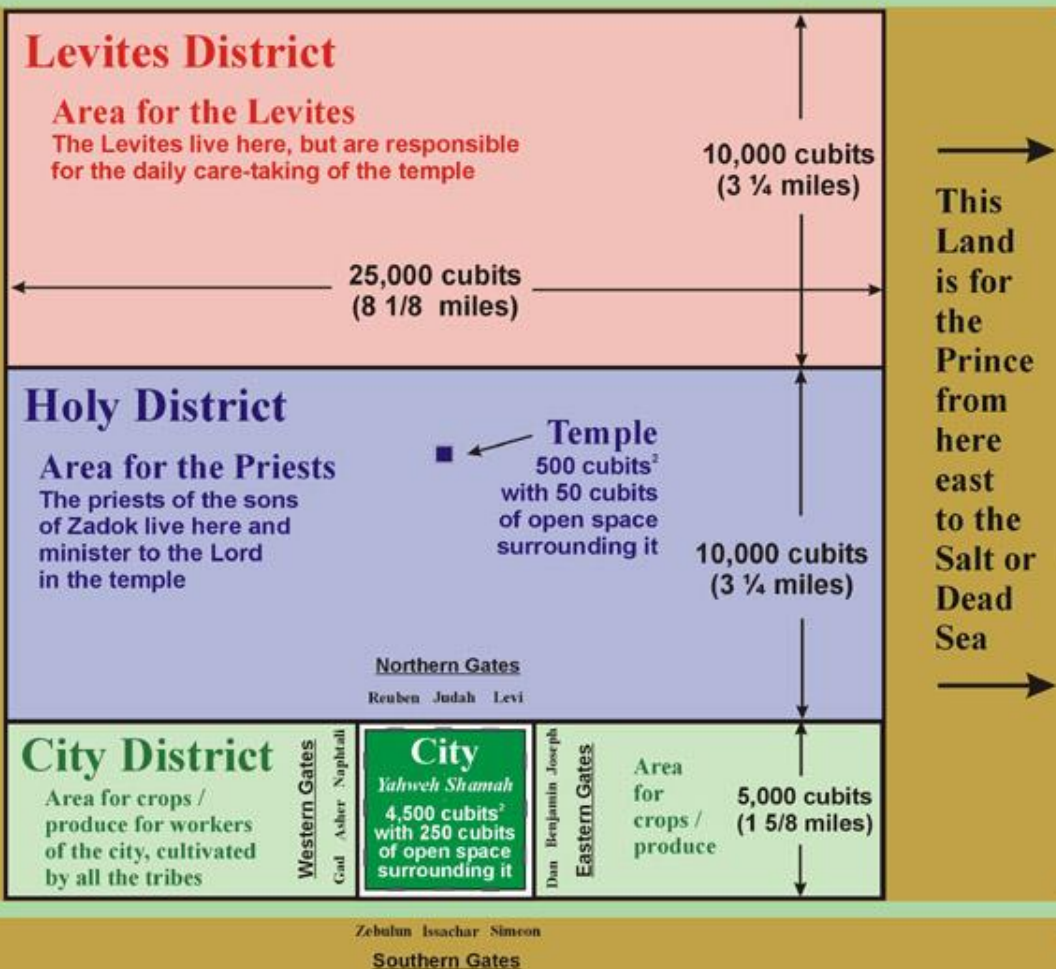 Levites District
Area for the Levites
The Levites live here, but are responsible
for the daily care-taking of the temple
10,000 cubits
(3 ¼ miles)
25,000 cubits
(8 1/8 miles)
Holy District
Area for the Priests
The priests of the sons
of Zadok live here and
minister to the Lord
in the temple
Temple
500 cubits²
with 50 cubits
of open space
surrounding it
10,000 cubits
(3 ¼ miles)
Northern Gates
Reuben Judah Levi
City District
Area for crops /
produce for workers
of the city, cultivated
by all the tribes
Western Gates
Gad Asher Naphtali
City
Yahweh Shamah
4,500 cubits²
with 250 cubits
of open space
surrounding it
Dan Benjamin Joseph
Eastern Gates
Area
for
crops /
produce
5,000 cubits
(1 5/8 miles)
Zebulun Issachar Simeon
Southern Gates
This
Land
is for
the
Prince
from
here
east
to the
Salt or
Dead
Sea